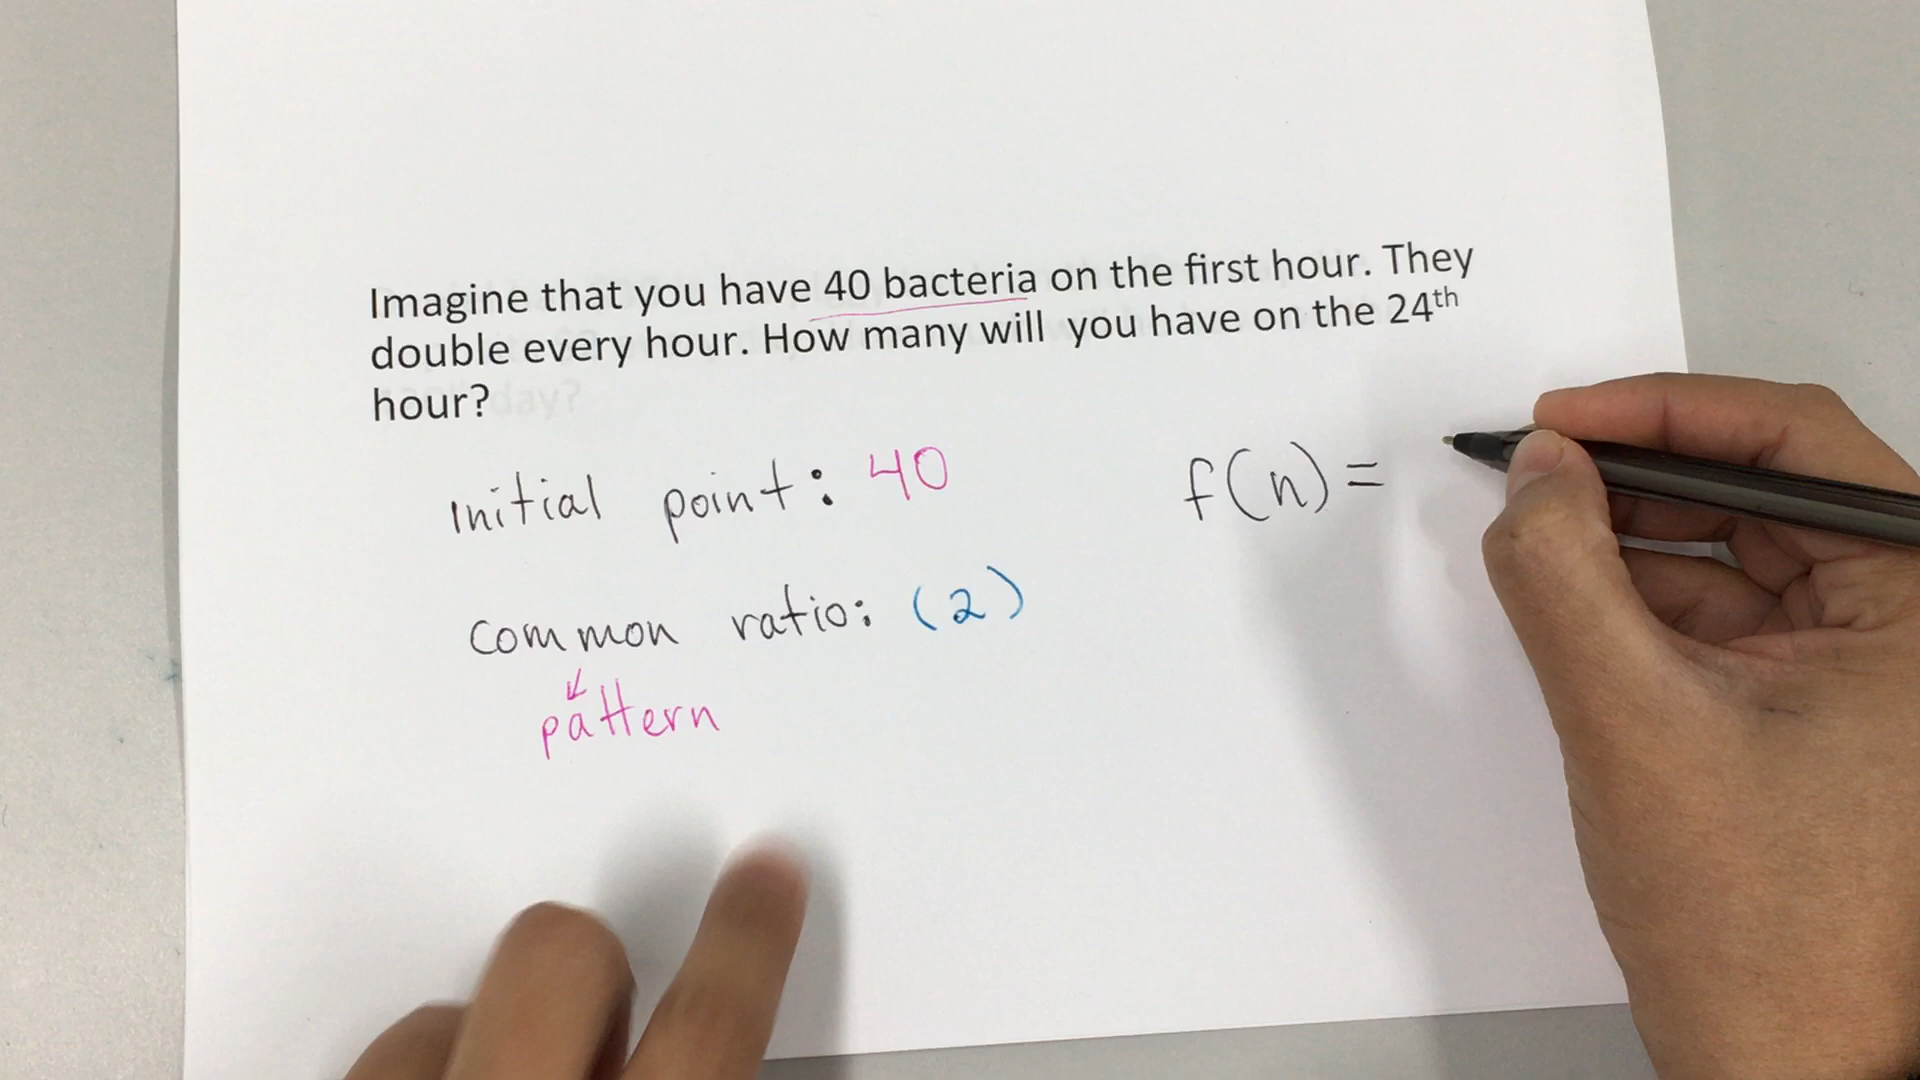 Imagine that you have 40 bacteria on the first hour. They
double every hour. How many will you have on the 24th
hour?
day?
initial point: 40
f(n) =
common ratio: (2)
pattern